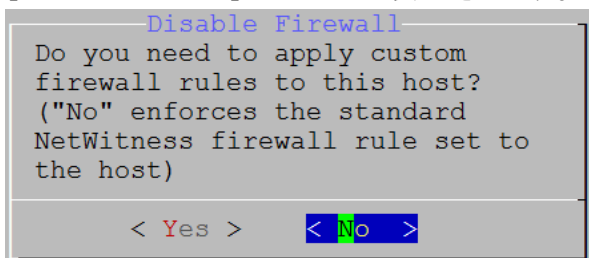 Disable Firewall
Do you need to apply custom
firewall rules to this host?
("No" enforces the standard
NetWitness firewall rule set to
the host)
< Yes > < No >